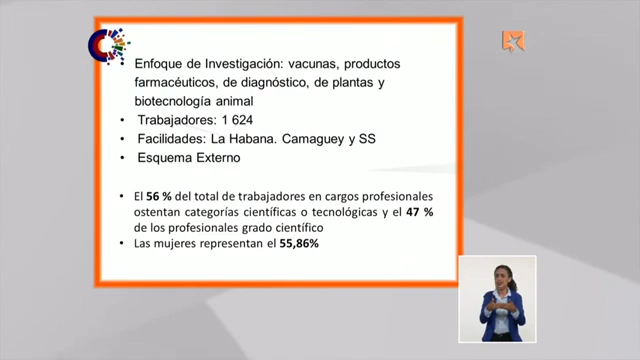 • Enfoque de Investigación: vacunas, productos
farmacéuticos, de diagnóstico, de plantas y
biotecnología animal
• Trabajadores: 1 624
• Facilidades: La Habana. Camaguey y SS
• Esquema Externo
• El 56 % del total de trabajadores en cargos profesionales
ostentan categorías científicas o tecnológicas y el 47 %
de los profesionales grado científico
• Las mujeres representan el 55,86%